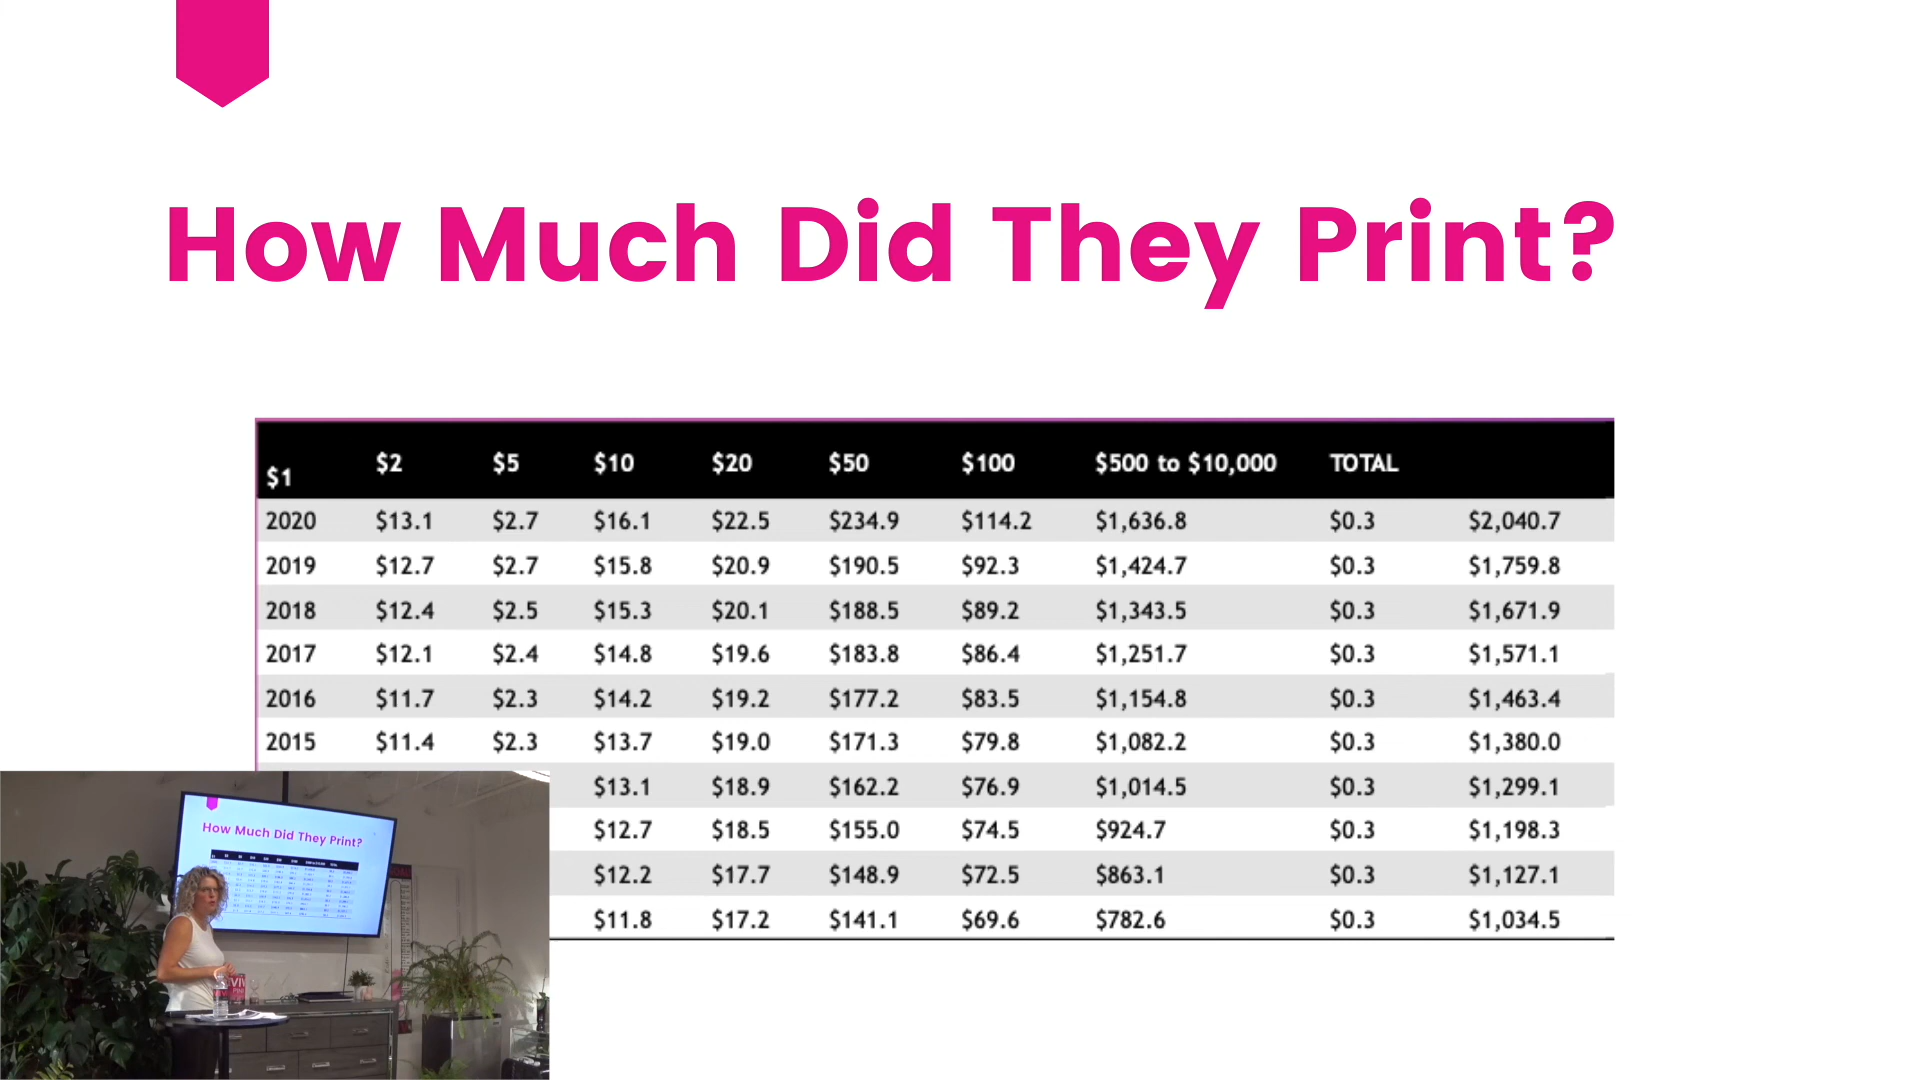 How Much Did They Print?
$1 $2 $5 $10 $20 $50 $100 $500 to $10,000 TOTAL
2020 $13.1 $2.7 $16.1 $22.5 $234.9 $114.2 $1,636.8 $0.3 $2,040.7
2019 $12.7 $2.7 $15.8 $20.9 $190.5 $92.3 $1,424.7 $0.3 $1,759.8
2018 $12.4 $2.5 $15.3 $20.1 $188.5 $89.2 $1,343.5 $0.3 $1,671.9
2017 $12.1 $2.4 $14.8 $19.6 $183.8 $86.4 $1,251.7 $0.3 $1,571.1
2016 $11.7 $2.3 $14.2 $19.2 $177.2 $83.5 $1,154.8 $0.3 $1,463.4
2015 $11.4 $2.3 $13.7 $19.0 $171.3 $79.8 $1,082.2 $0.3 $1,380.0
$13.1 $18.9 $162.2 $76.9 $1,014.5 $0.3 $1,299.1
$12.7 $18.5 $155.0 $74.5 $924.7 $0.3 $1,198.3
$12.2 $17.7 $148.9 $72.5 $863.1 $0.3 $1,127.1
$11.8 $17.2 $141.1 $69.6 $782.6 $0.3 $1,034.5
How Much Did They Print?